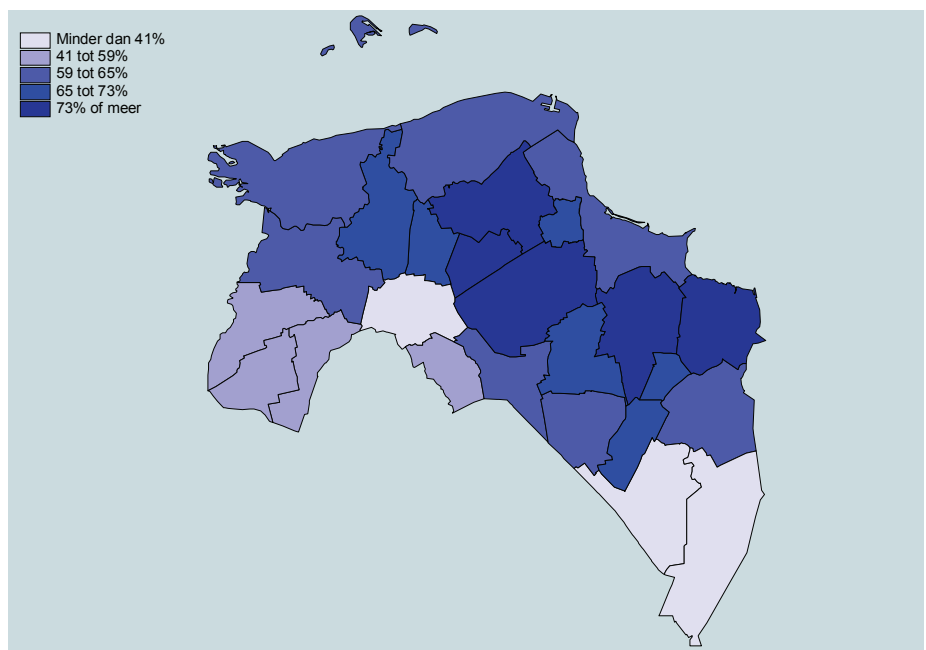 Minder dan 41%
41 tot 59%
59 tot 65%
65 tot 73%
73% of meer